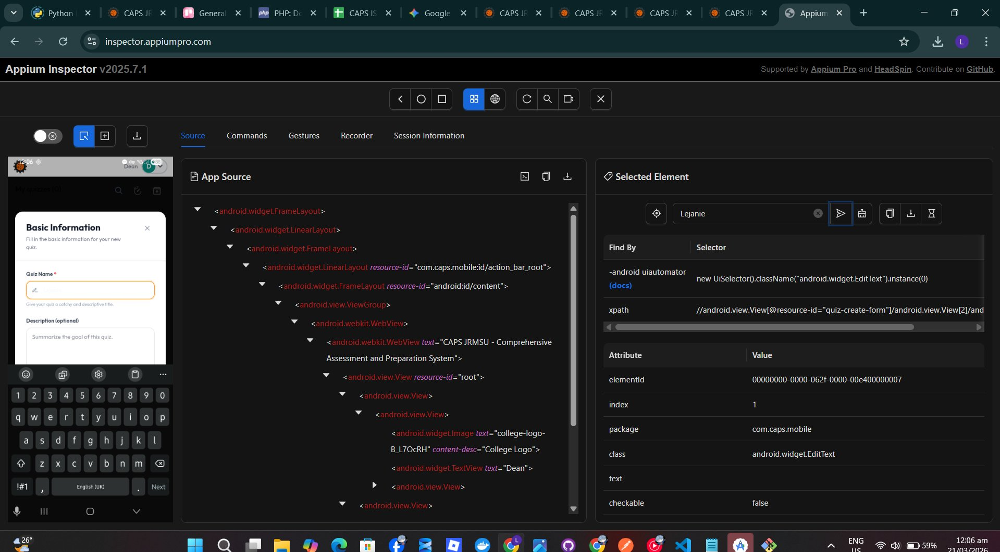 Python
CAPS JR
General
php
PHP: Do
CAPS IS
Google
CAPS JR
CAPS JR
CAPS JR
CAPS JR
Appium
inspector.appiumpro.com
L
Appium Inspector v2025.7.1
Supported by Appium Pro and HeadSpin. Contribute on GitHub.
Source
Commands
Gestures
Recorder
Session Information
12:06
Dean
D
My quizzes (0)
Basic Information
Fill in the basic information for your new
quiz.
Quiz Name *
Give your quiz a catchy and descriptive title.
Description (optional)
Summarize the goal of this quiz.
1 2 3 4 5 6 7 8 9 0
q w e r t y u i o p
a s d f g h j k l
z x c v b n m
!#1 , English (UK) . Next
App Source
<android.widget.FrameLayout>
<android.widget.LinearLayout>
<android.widget.FrameLayout>
<android.widget.LinearLayout resource-id="com.caps.mobile:id/action_bar_root">
<android.widget.FrameLayout resource-id="android:id/content">
<android.view.ViewGroup>
<android.webkit.WebView>
<android.webkit.WebView text="CAPS JRMSU - Comprehensive
Assessment and Preparation System">
<android.view.View resource-id="root">
<android.view.View>
<android.view.View>
<android.widget.Image text="college-logo-
B_L7OcRH" content-desc="College Logo">
<android.widget.TextView text="Dean">
<android.view.View>
<android.view.View>
Selected Element
Lejanie
Find By
Selector
-android uiautomator
(docs)
new UiSelector().className("android.widget.EditText").instance(0)
xpath
//android.view.View[@resource-id="quiz-create-form"]/android.view.View[2]/and
Attribute
Value
elementId
00000000-0000-062f-0000-00e400000007
index
1
package
com.caps.mobile
class
android.widget.EditText
text
checkable
false
26°
L
ENG
US
59%
12:06 am
21/03/2026